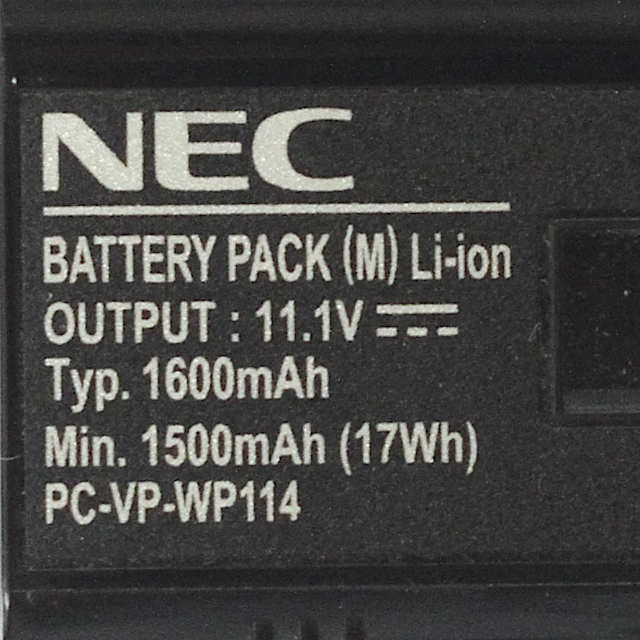 NEC
BATTERY PACK (M) Li-ion
OUTPUT : 11.1V ⎓
Typ. 1600mAh
Min. 1500mAh (17Wh)
PC-VP-WP114